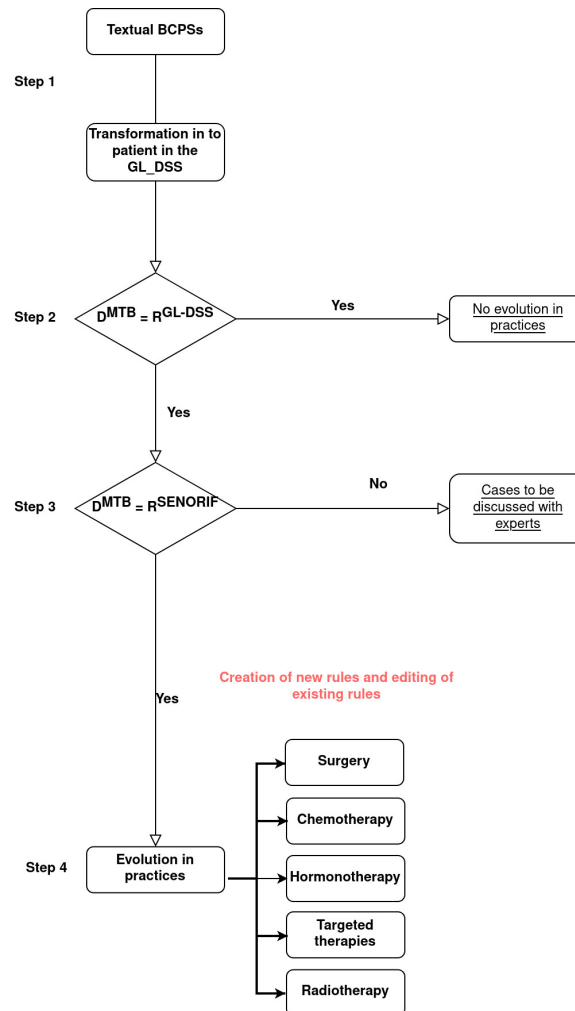 Textual BCPSs
Step 1
Transformation in to
patient in the
GL_DSS
Step 2
DMTB = RGL-DSS
Yes
No evolution in
practices
Yes
Step 3
DMTB = RSENORIF
No
Cases to be
discussed with
experts
Creation of new rules and editing of
existing rules
Yes
Surgery
Chemotherapy
Step 4
Evolution in
practices
Hormonotherapy
Targeted
therapies
Radiotherapy